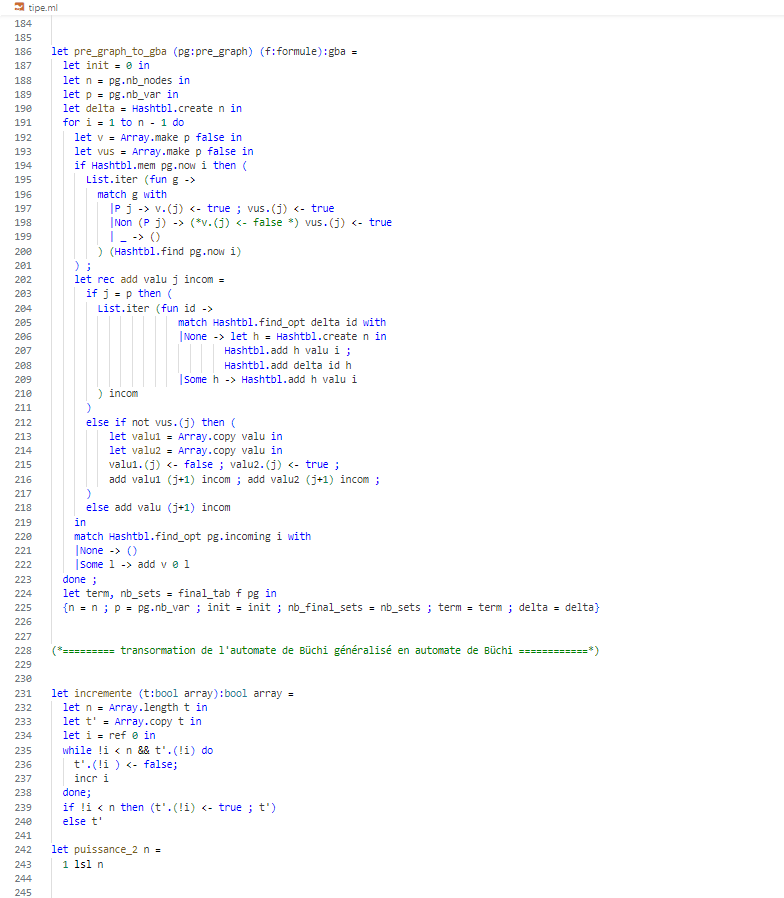 tipe.ml
184
185
186 let pre_graph_to_gba (pg:pre_graph) (f:formule):gba =
187 let init = 0 in
188 let n = pg.nb_nodes in
189 let p = pg.nb_var in
190 let delta = Hashtbl.create n in
191 for i = 1 to n - 1 do
192 let v = Array.make p false in
193 let vus = Array.make p false in
194 if Hashtbl.mem pg.now i then (
195 List.iter (fun g ->
196 match g with
197 |P j -> v.(j) <- true ; vus.(j) <- true
198 |Non (P j) -> (*v.(j) <- false *) vus.(j) <- true
199 | _ -> ()
200 ) (Hashtbl.find pg.now i)
201 ) ;
202 let rec add valu j incom =
203 if j = p then (
204 List.iter (fun id ->
205 match Hashtbl.find_opt delta id with
206 |None -> let h = Hashtbl.create n in
207 Hashtbl.add h valu i ;
208 Hashtbl.add delta id h
209 |Some h -> Hashtbl.add h valu i
210 ) incom
211 )
212 else if not vus.(j) then (
213 let valu1 = Array.copy valu in
214 let valu2 = Array.copy valu in
215 valu1.(j) <- false ; valu2.(j) <- true ;
216 add valu1 (j+1) incom ; add valu2 (j+1) incom ;
217 )
218 else add valu (j+1) incom
219 in
220 match Hashtbl.find_opt pg.incoming i with
221 |None -> ()
222 |Some l -> add v 0 l
223 done ;
224 let term, nb_sets = final_tab f pg in
225 {n = n ; p = pg.nb_var ; init = init ; nb_final_sets = nb_sets ; term = term ; delta = delta}
226
227
228 (*========= transormation de l'automate de Büchi généralisé en automate de Büchi ============*)
229
230
231 let incremente (t:bool array):bool array =
232 let n = Array.length t in
233 let t' = Array.copy t in
234 let i = ref 0 in
235 while !i < n && t'.(!i) do
236 t'.(!i ) <- false;
237 incr i
238 done;
239 if !i < n then (t'.(!i) <- true ; t')
240 else t'
241
242 let puissance_2 n =
243 1 lsl n
244
245